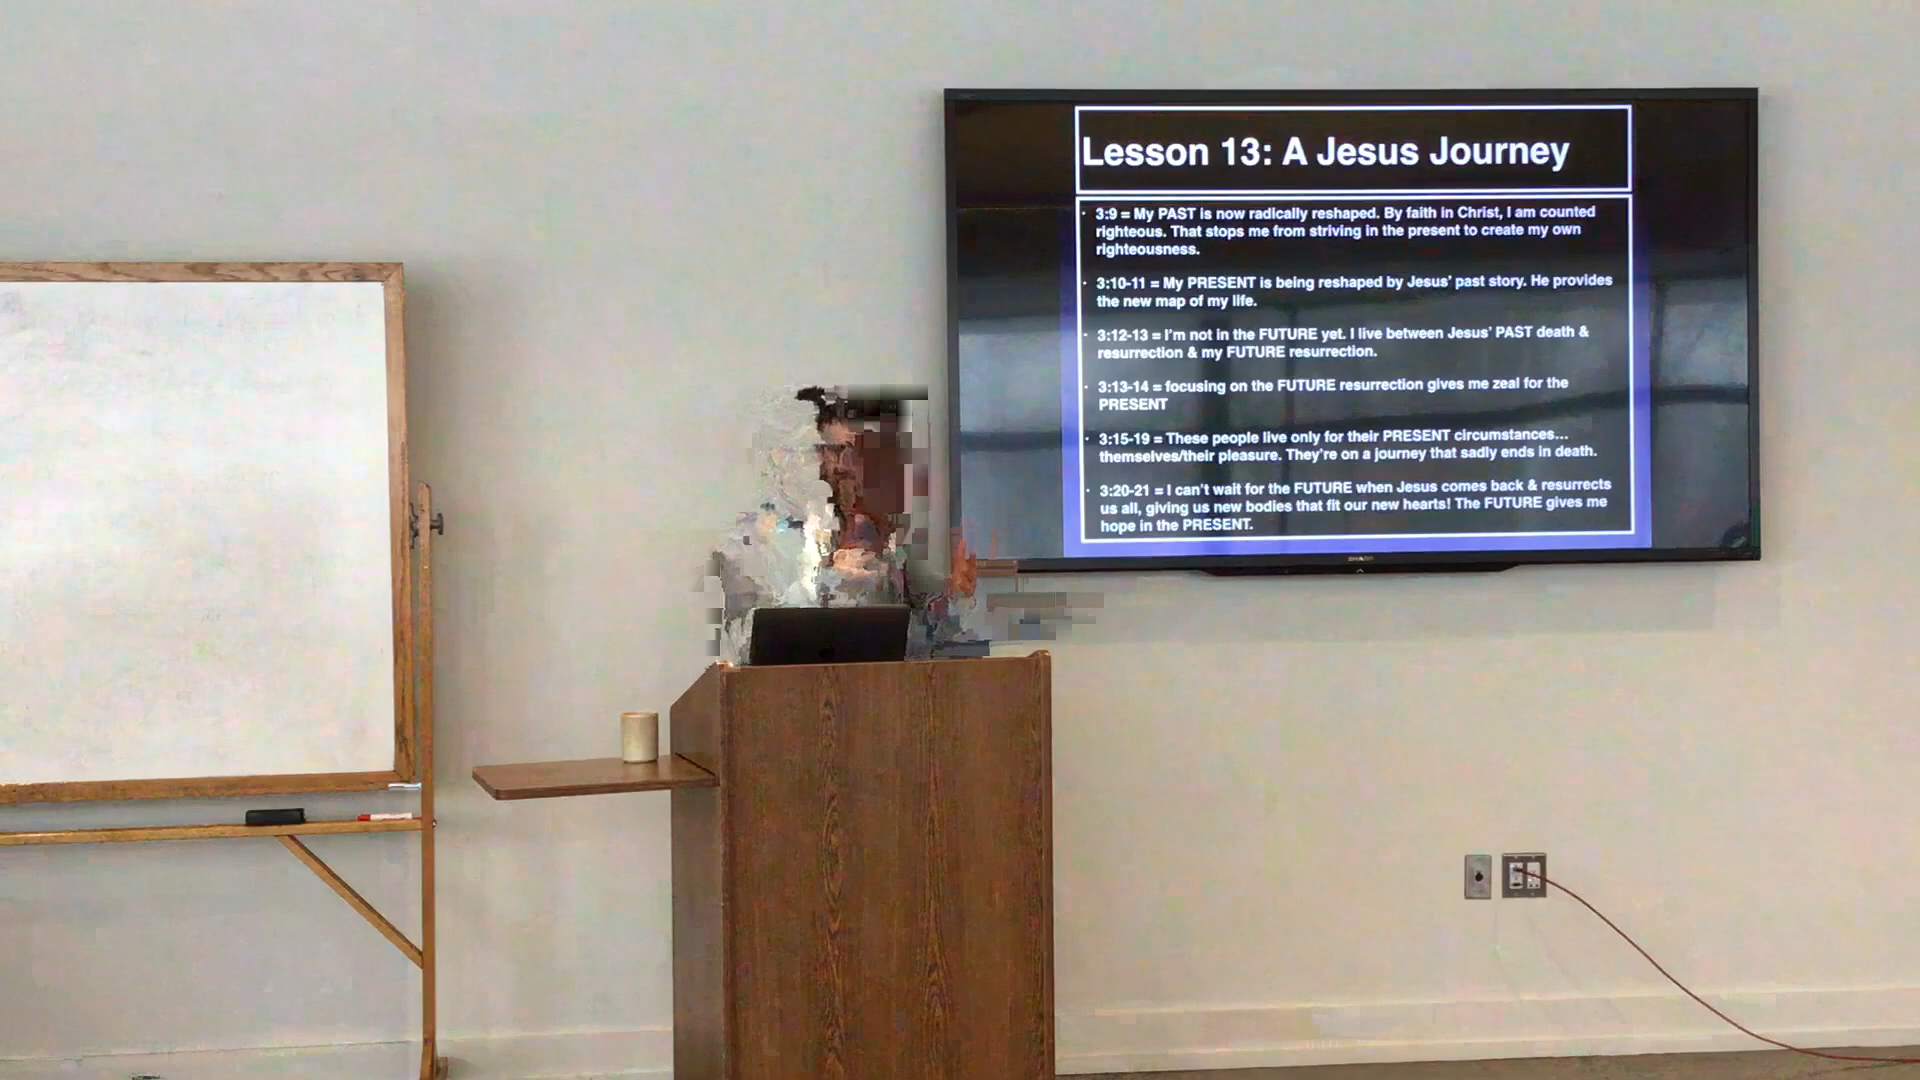 Lesson 13: A Jesus Journey
· 3:9 = My PAST is now radically reshaped. By faith in Christ, I am counted
righteous. That stops me from striving in the present to create my own
righteousness.
· 3:10-11 = My PRESENT is being reshaped by Jesus' past story. He provides
the new map of my life.
· 3:12-13 = I'm not in the FUTURE yet. I live between Jesus' PAST death &
resurrection & my FUTURE resurrection.
· 3:13-14 = focusing on the FUTURE resurrection gives me zeal for the
PRESENT
· 3:15-19 = These people live only for their PRESENT circumstances...
themselves/their pleasure. They're on a journey that sadly ends in death.
· 3:20-21 = I can't wait for the FUTURE when Jesus comes back & resurrects
us all, giving us new bodies that fit our new hearts! The FUTURE gives me
hope in the PRESENT.
SHARP